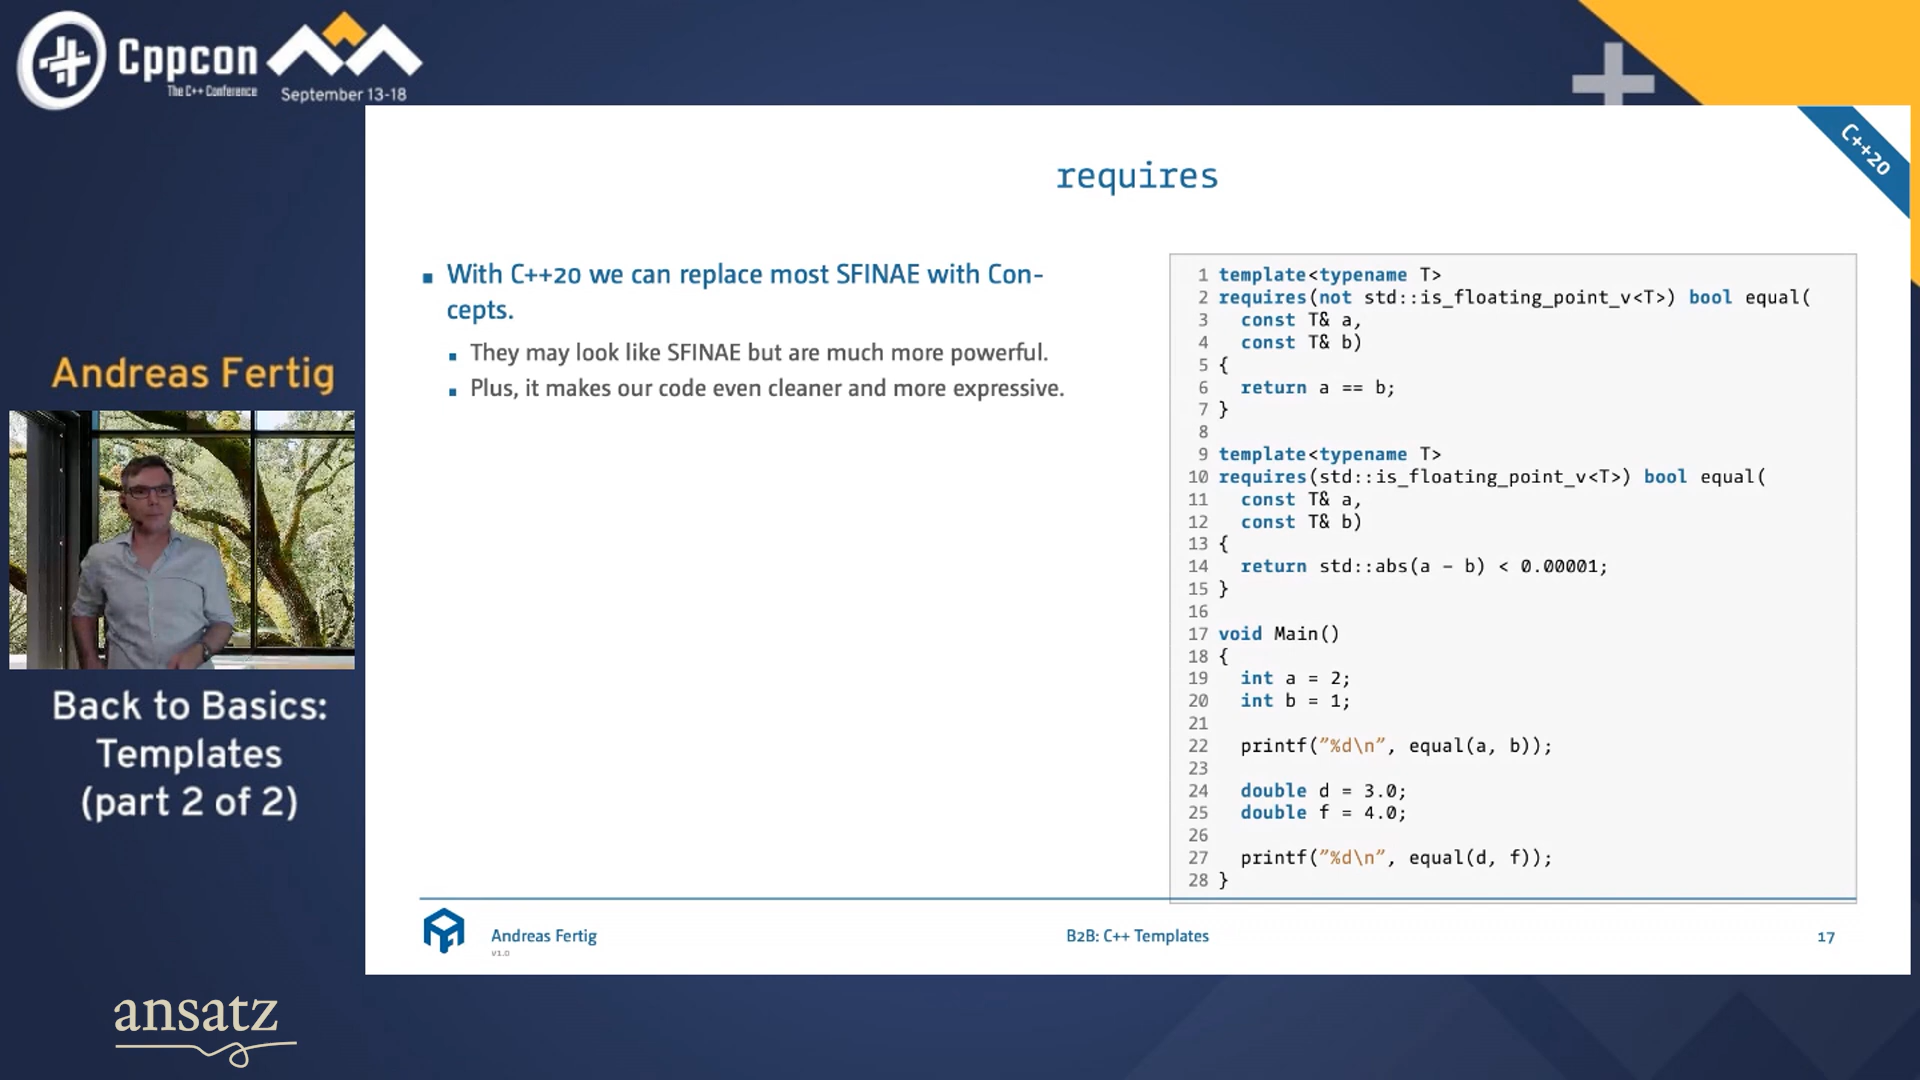 Cppcon
The C++ Conference
September 13-18
C++20
requires
▪ With C++20 we can replace most SFINAE with Con-
cepts.
▪ They may look like SFINAE but are much more powerful.
▪ Plus, it makes our code even cleaner and more expressive.
1 template<typename T>
2 requires(not std::is_floating_point_v<T>) bool equal(
3   const T& a,
4   const T& b)
5 {
6   return a == b;
7 }
8
9 template<typename T>
10 requires(std::is_floating_point_v<T>) bool equal(
11   const T& a,
12   const T& b)
13 {
14   return std::abs(a - b) < 0.00001;
15 }
16
17 void Main()
18 {
19   int a = 2;
20   int b = 1;
21
22   printf(”%d\n”, equal(a, b));
23
24   double d = 3.0;
25   double f = 4.0;
26
27   printf(”%d\n”, equal(d, f));
28 }
Andreas Fertig
v1.0
B2B: C++ Templates
17
Andreas Fertig
Back to Basics:
Templates
(part 2 of 2)
ansatz